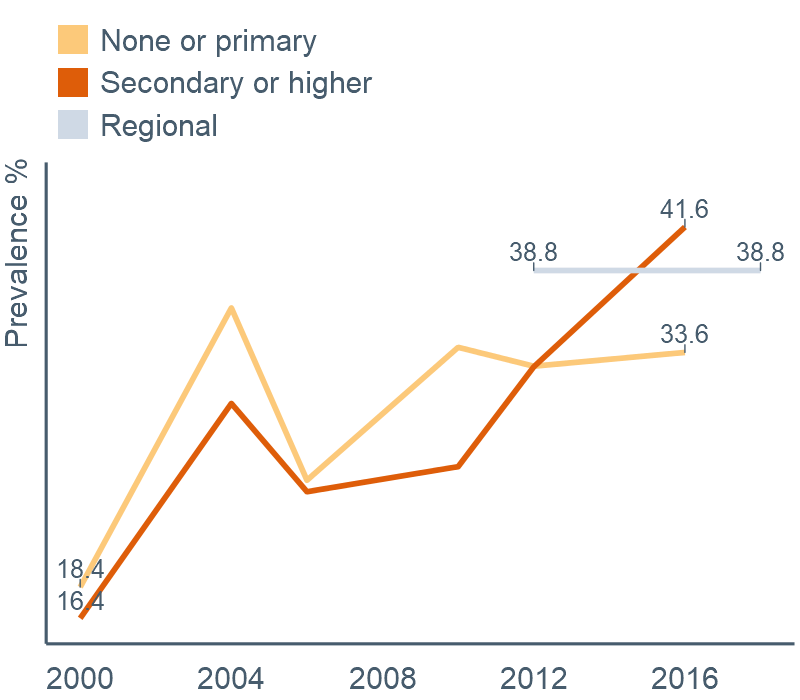 None or primary
Secondary or higher
Regional
Prevalence %
41.6
38.8 38.8
33.6
18.4
16.4
2000 2004 2008 2012 2016